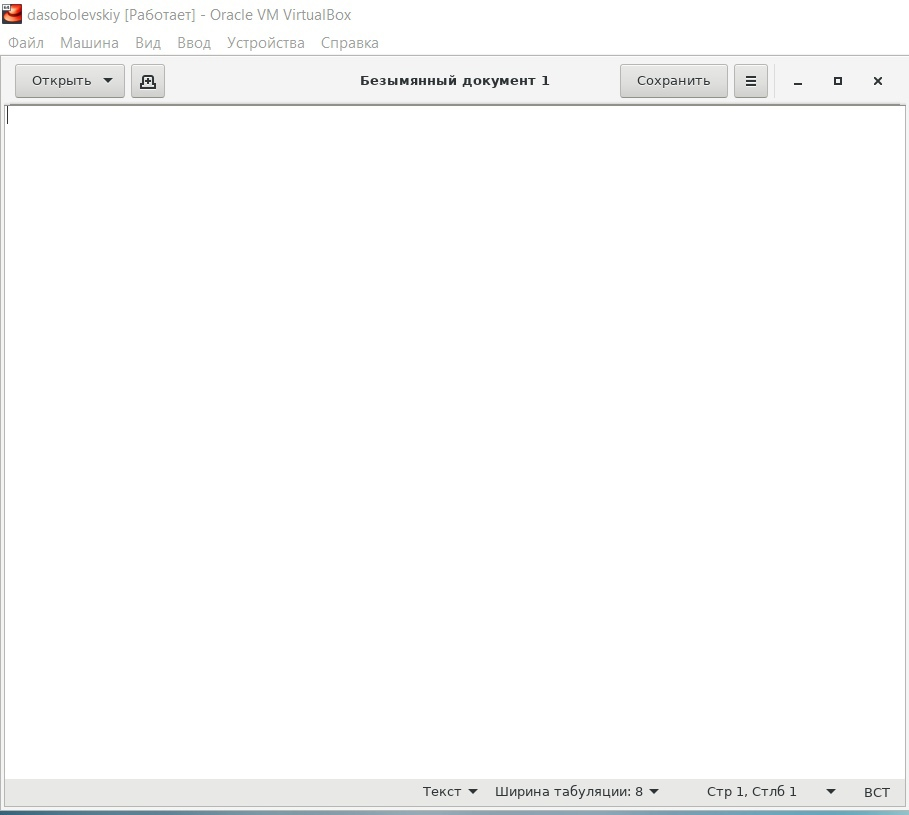 dasobolevskiy [Работает] - Oracle VM VirtualBox
Файл Машина Вид Ввод Устройства Справка
Открыть Безымянный документ 1 Сохранить
Текст Ширина табуляции: 8 Стр 1, Стлб 1 ВСТ